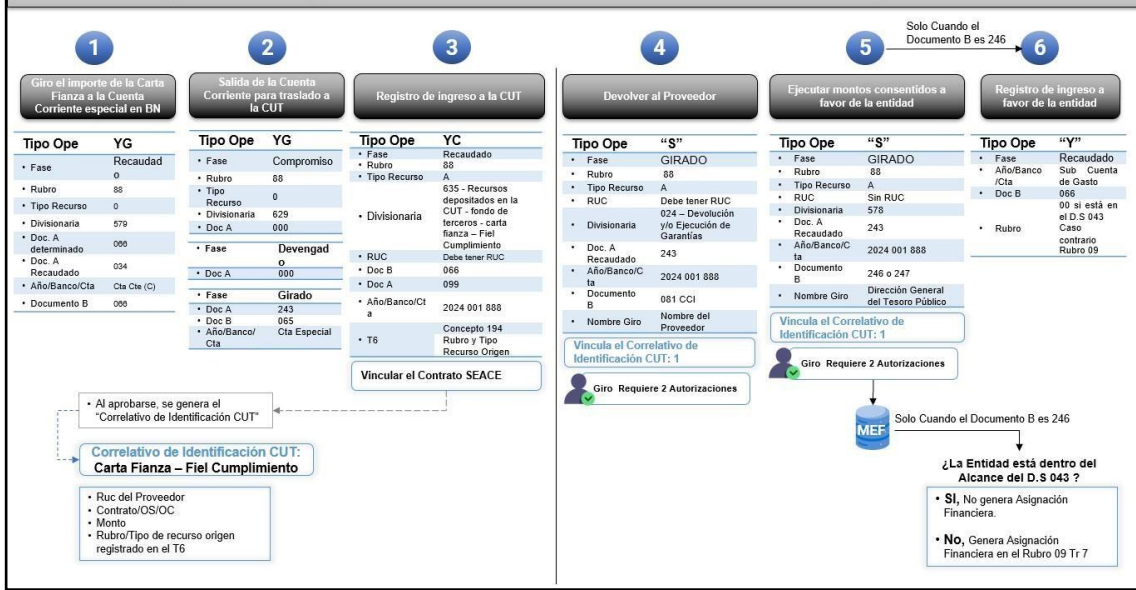 Solo Cuando el
Documento B es 246
1
2
3
4
5
6
Giro el importe de la Carta
Fianza a la Cuenta
Corriente especial en BN
Salida de la Cuenta
Corriente para traslado a
la CUT
Registro de ingreso a la CUT
Devolver al Proveedor
Ejecutar montos consentidos a
favor de la entidad
Registro de ingreso a
favor de la entidad
Tipo Ope YG
• Fase Recaudad
o
• Rubro 88
• Tipo Recurso 0
• Divisionaria 579
• Doc. A
determinado 066
• Doc. A
Recaudado 034
• Año/Banco/Cta Cta Cte (C)
• Documento B 066
Tipo Ope YG
• Fase Compromiso
• Rubro 88
• Tipo
Recurso 0
• Divisionaria 629
• Doc A 000
• Fase Devengad
o
• Doc A 000
• Fase Girado
• Doc A 243
• Doc B 065
• Año/Banco/
Cta Cta Especial
Tipo Ope YC
• Fase Recaudado
• Rubro 88
• Tipo Recurso A
• Divisionaria 635 - Recursos
depositados en la
CUT - fondo de
terceros - carta
fianza – Fiel
Cumplimiento
• RUC Debe tener RUC
• Doc B 066
• Doc A 099
• Año/Banco/Ct
a 2024 001 888
• T6 Concepto 194
Rubro y Tipo
Recurso Origen
Vincular el Contrato SEACE
Tipo Ope “S”
• Fase GIRADO
• Rubro 88
• Tipo Recurso A
• RUC Debe tener RUC
• Divisionaria 024 – Devolución
y/o Ejecución de
Garantías
• Doc. A
Recaudado 243
• Año/Banco/C
ta 2024 001 888
• Documento
B 081 CCI
• Nombre Giro Nombre del
Proveedor
Vincula el Correlativo de
Identificación CUT: 1
Giro Requiere 2 Autorizaciones
Tipo Ope “S”
• Fase GIRADO
• Rubro 88
• Tipo Recurso A
• RUC Sin RUC
• Divisionaria 578
• Doc. A
Recaudado 243
• Año/Banco/C
ta 2024 001 888
• Documento
B 246 o 247
• Nombre Giro Dirección General
del Tesoro Público
Vincula el Correlativo de
Identificación CUT: 1
Giro Requiere 2 Autorizaciones
Tipo Ope “Y”
• Fase Recaudado
• Año/Banco
/Cta Sub Cuenta
de Gasto
• Doc B 066
• Rubro 00 si está en
el D.S 043
Caso
contrario
Rubro 09
• Al aprobarse, se genera el
“Correlativo de Identificación CUT”
Correlativo de Identificación CUT:
Carta Fianza – Fiel Cumplimiento
• Ruc del Proveedor
• Contrato/OS/OC
• Monto
• Rubro/Tipo de recurso origen
registrado en el T6
MEF
Solo Cuando el Documento B es 246
¿La Entidad está dentro del
Alcance del D.S 043 ?
• SI, No genera Asignación
Financiera.
• No, Genera Asignación
Financiera en el Rubro 09 Tr 7